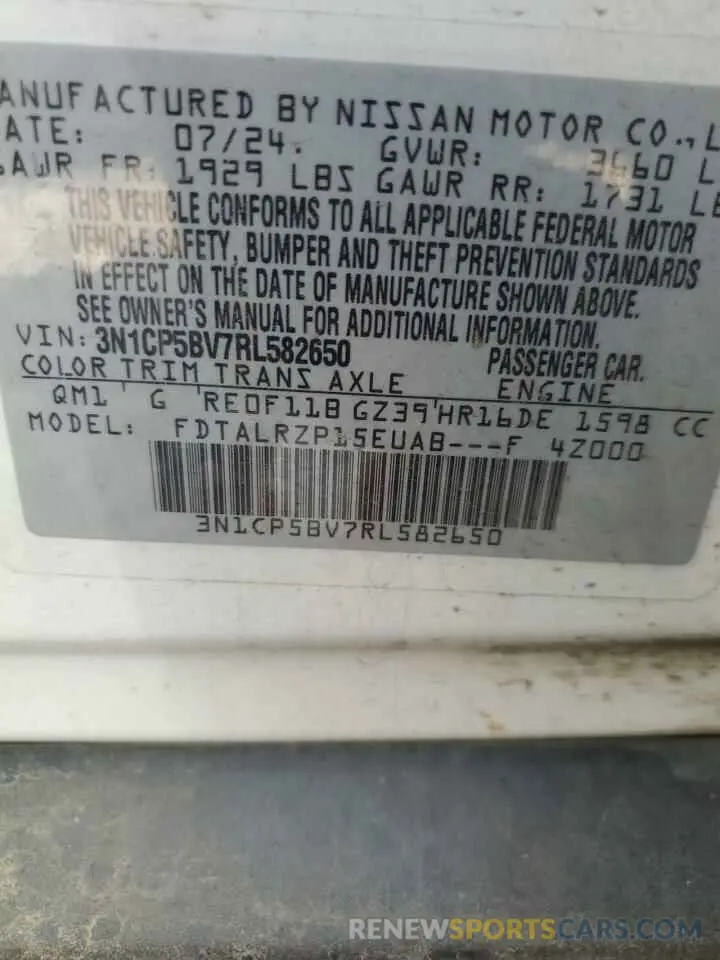 ANUFACTURED BY NISSAN MOTOR CO.,L
ATE: 07/24. GVWR: 3660 L
GAWR FR: 1929 LBS GAWR RR: 1731 LB
THIS VEHICLE CONFORMS TO ALL APPLICABLE FEDERAL MOTOR
VEHICLE SAFETY, BUMPER AND THEFT PREVENTION STANDARDS
IN EFFECT ON THE DATE OF MANUFACTURE SHOWN ABOVE.
SEE OWNER'S MANUAL FOR ADDITIONAL INFORMATION.
VIN: 3N1CP5BV7RL582650 PASSENGER CAR.
COLOR TRIM TRANS AXLE ENGINE
QM1 G RE0F11B GZ39 HR16DE 1598 CC
MODEL: FDTALRZP15EUAB---F 4Z000
3N1CP5BV7RL582650
RENEWSPORTSCARS.COM